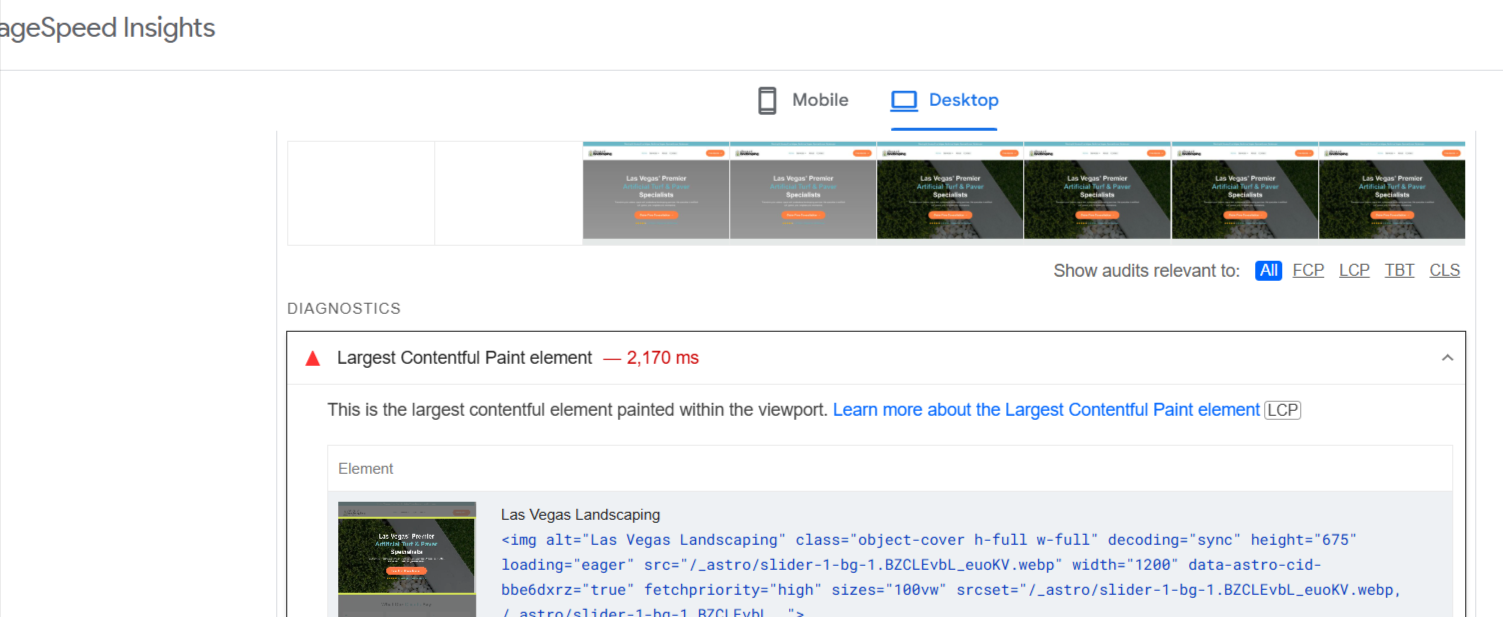 ageSpeed Insights
Mobile
Desktop
Las Vegas' Premier
Artificial Turf & Paver
Specialists
Las Vegas' Premier
Artificial Turf & Paver
Specialists
Las Vegas' Premier
Artificial Turf & Paver
Specialists
Las Vegas' Premier
Artificial Turf & Paver
Specialists
Las Vegas' Premier
Artificial Turf & Paver
Specialists
Las Vegas' Premier
Artificial Turf & Paver
Specialists
Show audits relevant to: All FCP LCP TBT CLS
DIAGNOSTICS
Largest Contentful Paint element — 2,170 ms
This is the largest contentful element painted within the viewport. Learn more about the Largest Contentful Paint element LCP
Element
Las Vegas' Premier
Artificial Turf & Paver
Specialists
Las Vegas Landscaping
<img alt="Las Vegas Landscaping" class="object-cover h-full w-full" decoding="sync" height="675"
loading="eager" src="/_astro/slider-1-bg-1.BZCLEvbL_euoKV.webp" width="1200" data-astro-cid-
bbe6dxrz="true" fetchpriority="high" sizes="100vw" srcset="/_astro/slider-1-bg-1.BZCLEvbL_euoKV.webp,
/_astro/slider-1-bg-1.BZCLEvbL_…">